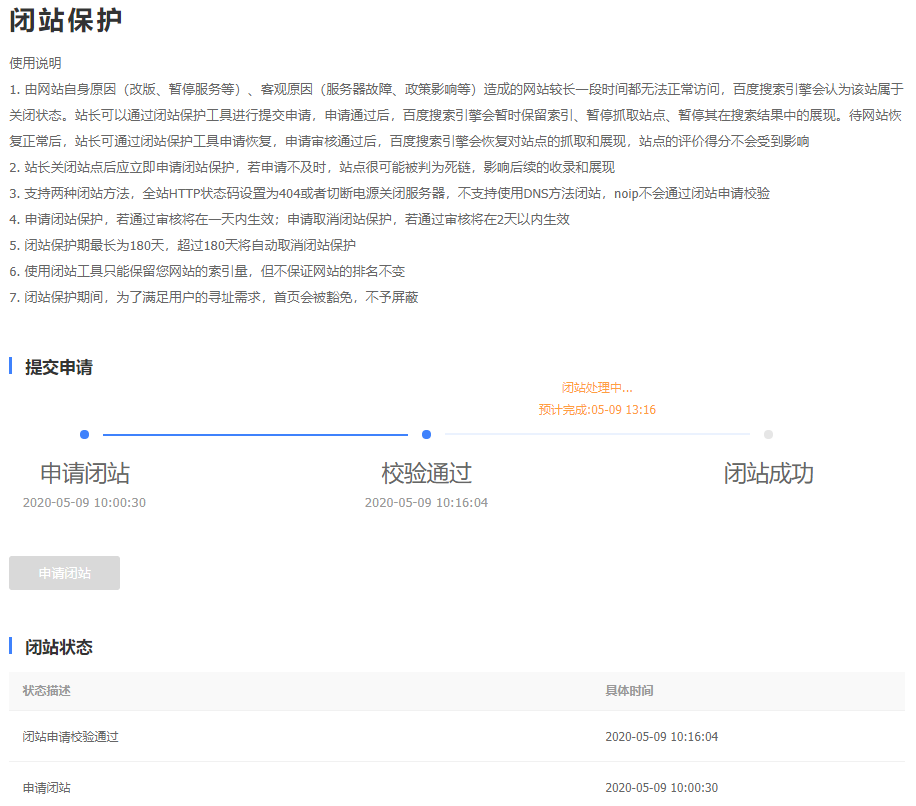 闭站保护
使用说明
1. 由网站自身原因（改版、暂停服务等）、客观原因（服务器故障、政策影响等）造成的网站较长一段时间都无法正常访问，百度搜索引擎会认为该站属于
关闭状态。站长可以通过闭站保护工具进行提交申请，申请通过后，百度搜索引擎会暂时保留索引、暂停抓取站点、暂停其在搜索结果中的展现。待网站恢
复正常后，站长可通过闭站保护工具申请恢复，申请审核通过后，百度搜索引擎会恢复对站点的抓取和展现，站点的评价得分不会受到影响
2. 站长关闭站点后应立即申请闭站保护，若申请不及时，站点很可能被判为死链，影响后续的收录和展现
3. 支持两种闭站方法，全站HTTP状态码设置为404或者切断电源关闭服务器，不支持使用DNS方法闭站，noip不会通过闭站申请校验
4. 申请闭站保护，若通过审核将在一天内生效；申请取消闭站保护，若通过审核将在2天以内生效
5. 闭站保护期最长为180天，超过180天将自动取消闭站保护
6. 使用闭站工具只能保留您网站的索引量，但不保证网站的排名不变
7. 闭站保护期间，为了满足用户的寻址需求，首页会被豁免，不予屏蔽
提交申请
闭站处理中...
预计完成:05-09 13:16
申请闭站 校验通过 闭站成功
2020-05-09 10:00:30 2020-05-09 10:16:04
申请闭站
闭站状态
状态描述 具体时间
闭站申请校验通过 2020-05-09 10:16:04
申请闭站 2020-05-09 10:00:30